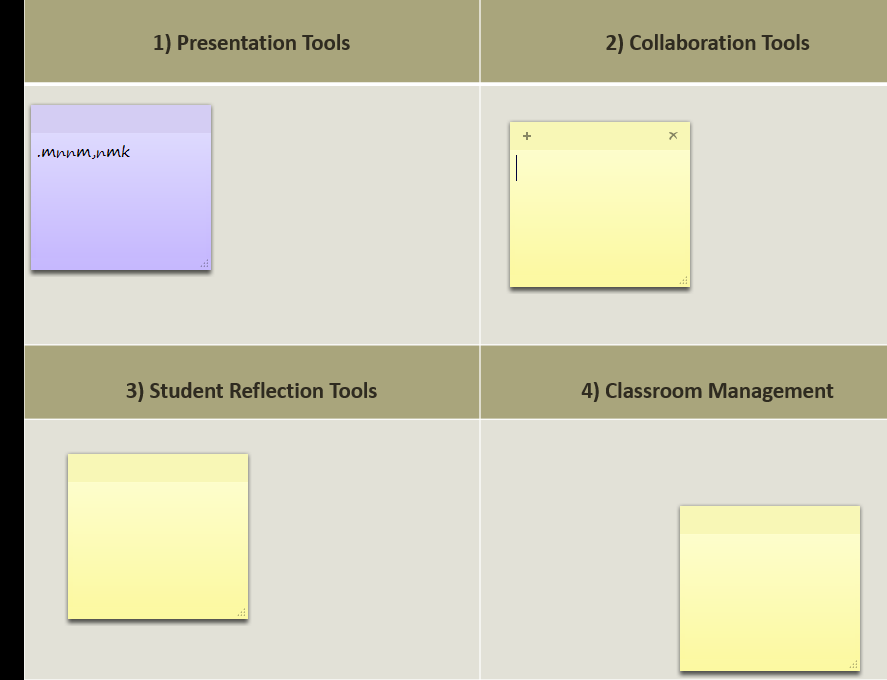 1) Presentation Tools
2) Collaboration Tools
.mnnm,nmk
3) Student Reflection Tools
4) Classroom Management